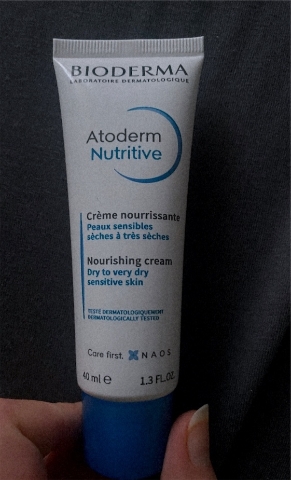 BIODERMA
LABORATOIRE DERMATOLOGIQUE
Atoderm
Nutritive
Crème nourrissante
Peaux sensibles
sèches à très sèches
Nourishing cream
Dry to very dry
sensitive skin
TESTÉ DERMATOLOGIQUEMENT
DERMATOLOGICALLY TESTED
Care first. NAOS
40 ml ℮ 1.3 FL.OZ.